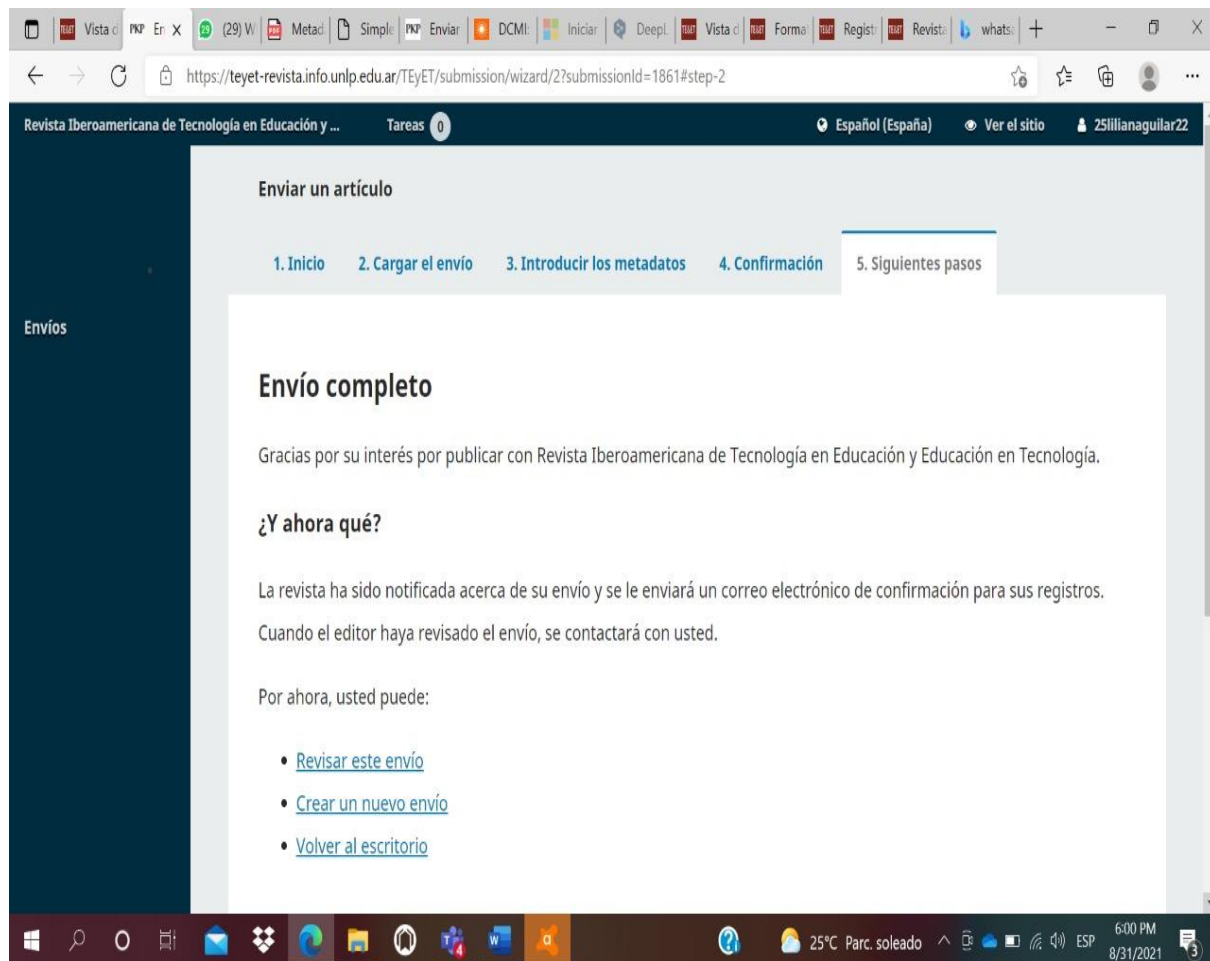 Vista d
PKP En
(29) W
Metad
Simple
PKP Enviar
DCMI:
Iniciar
DeepL
Vista d
Forma
Regist
Revista
whats
https://teyet-revista.info.unlp.edu.ar/TEyET/submission/wizard/2?submissionId=1861#step-2
Revista Iberoamericana de Tecnología en Educación y ... Tareas 0 Español (España) Ver el sitio 25lilianaguilar22
Enviar un artículo
1. Inicio 2. Cargar el envío 3. Introducir los metadatos 4. Confirmación 5. Siguientes pasos
Envíos
Envío completo
Gracias por su interés por publicar con Revista Iberoamericana de Tecnología en Educación y Educación en Tecnología.
¿Y ahora qué?
La revista ha sido notificada acerca de su envío y se le enviará un correo electrónico de confirmación para sus registros.
Cuando el editor haya revisado el envío, se contactará con usted.
Por ahora, usted puede:
Revisar este envío
Crear un nuevo envío
Volver al escritorio
25°C Parc. soleado ESP 6:00 PM
8/31/2021